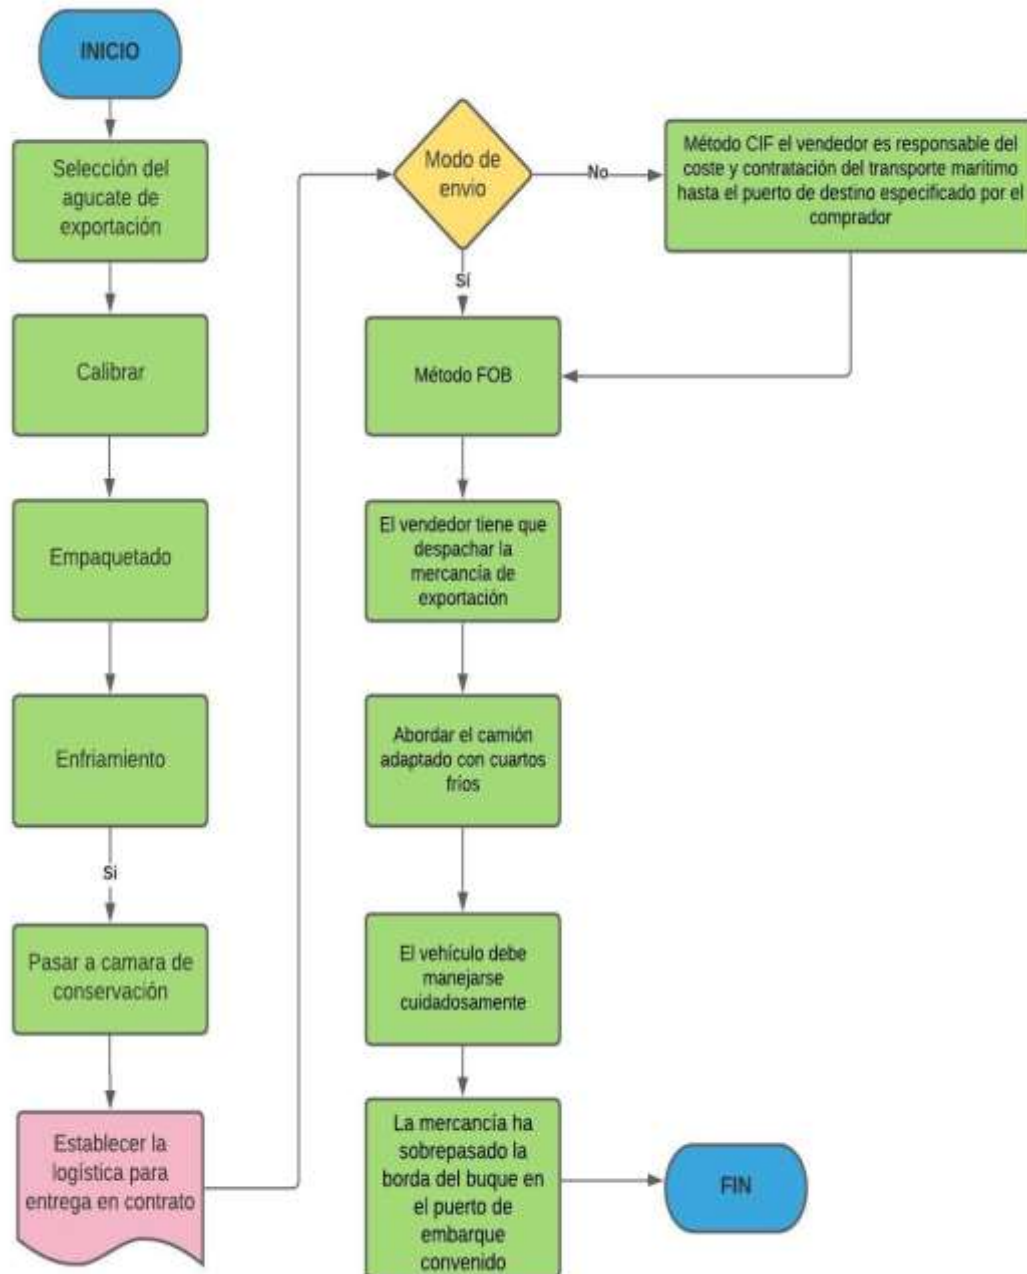 INICIO
Selección del
agucate de
exportación
Calibrar
Empaquetado
Enfriamiento
Si
Pasar a camara de
conservación
Establecer la
logística para
entrega en contrato
Modo de
envio
No
Método CIF el vendedor es responsable del
coste y contratación del transporte marítimo
hasta el puerto de destino especificado por el
comprador
Sí
Método FOB
El vendedor tiene que
despachar la
mercancía de
exportación
Abordar el camión
adaptado con cuartos
fríos
El vehículo debe
manejarse
cuidadosamente
La mercancía ha
sobrepasado la
borda del buque en
el puerto de
embarque
convenido
FIN